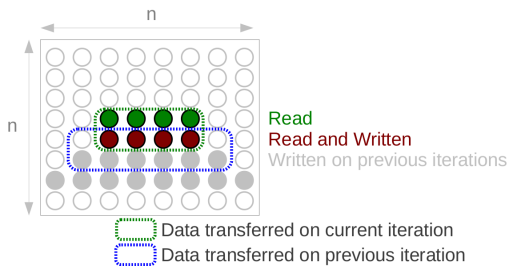 n
n
Read
Read and Written
Written on previous iterations
Data transferred on current iteration
Data transferred on previous iteration